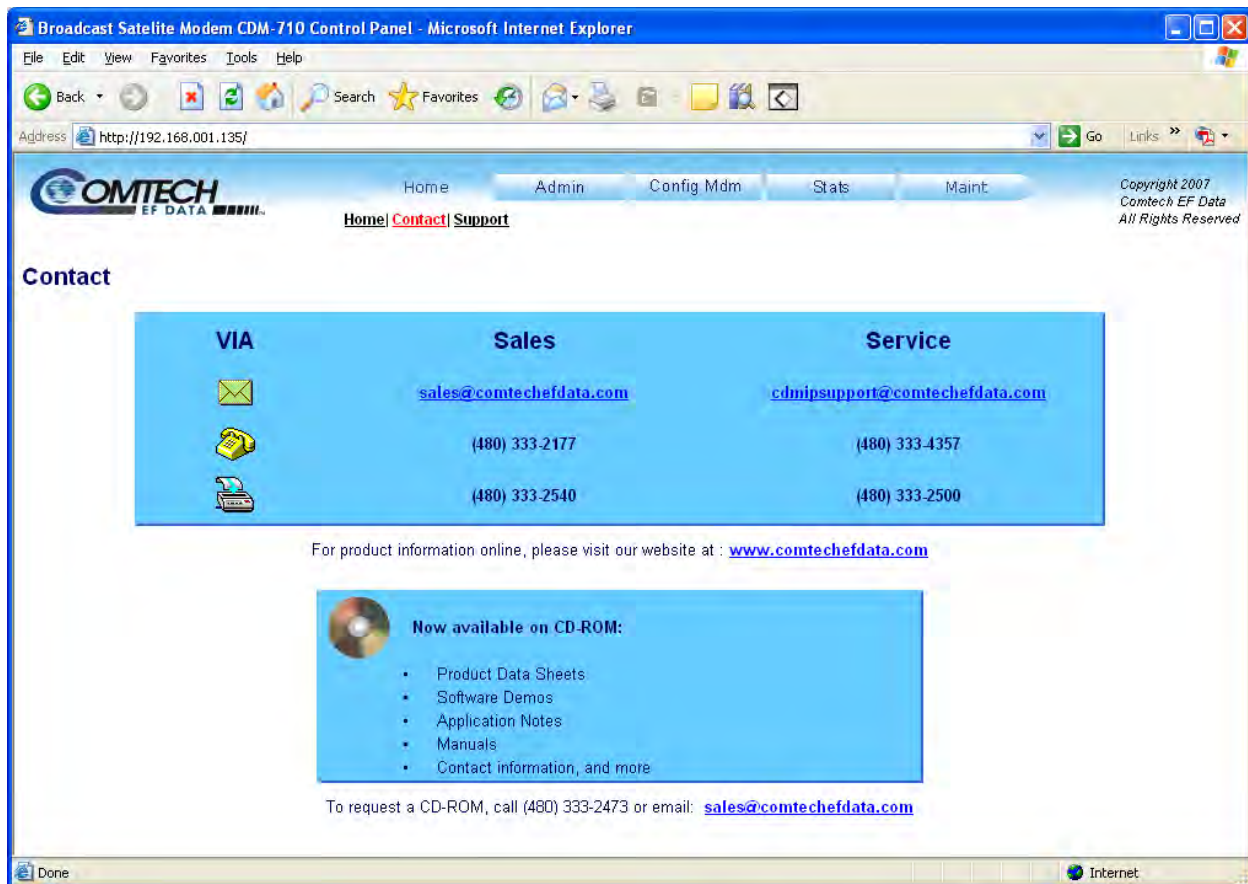 Broadcast Satelite Modem CDM-710 Control Panel - Microsoft Internet Explorer
File Edit View Favorites Tools Help
Back Search Favorites
Address http://192.168.001.135/ Go Links »
COMTECH
EF DATA
Home Admin Config Mdm Stats Maint
Copyright 2007
Comtech EF Data
All Rights Reserved
Home| Contact| Support
Contact
VIA Sales Service
sales@comtechefdata.com cdmipsupport@comtechefdata.com
(480) 333-2177 (480) 333-4357
(480) 333-2540 (480) 333-2500
For product information online, please visit our website at : www.comtechefdata.com
Now available on CD-ROM:
• Product Data Sheets
• Software Demos
• Application Notes
• Manuals
• Contact information, and more
To request a CD-ROM, call (480) 333-2473 or email: sales@comtechefdata.com
Done Internet